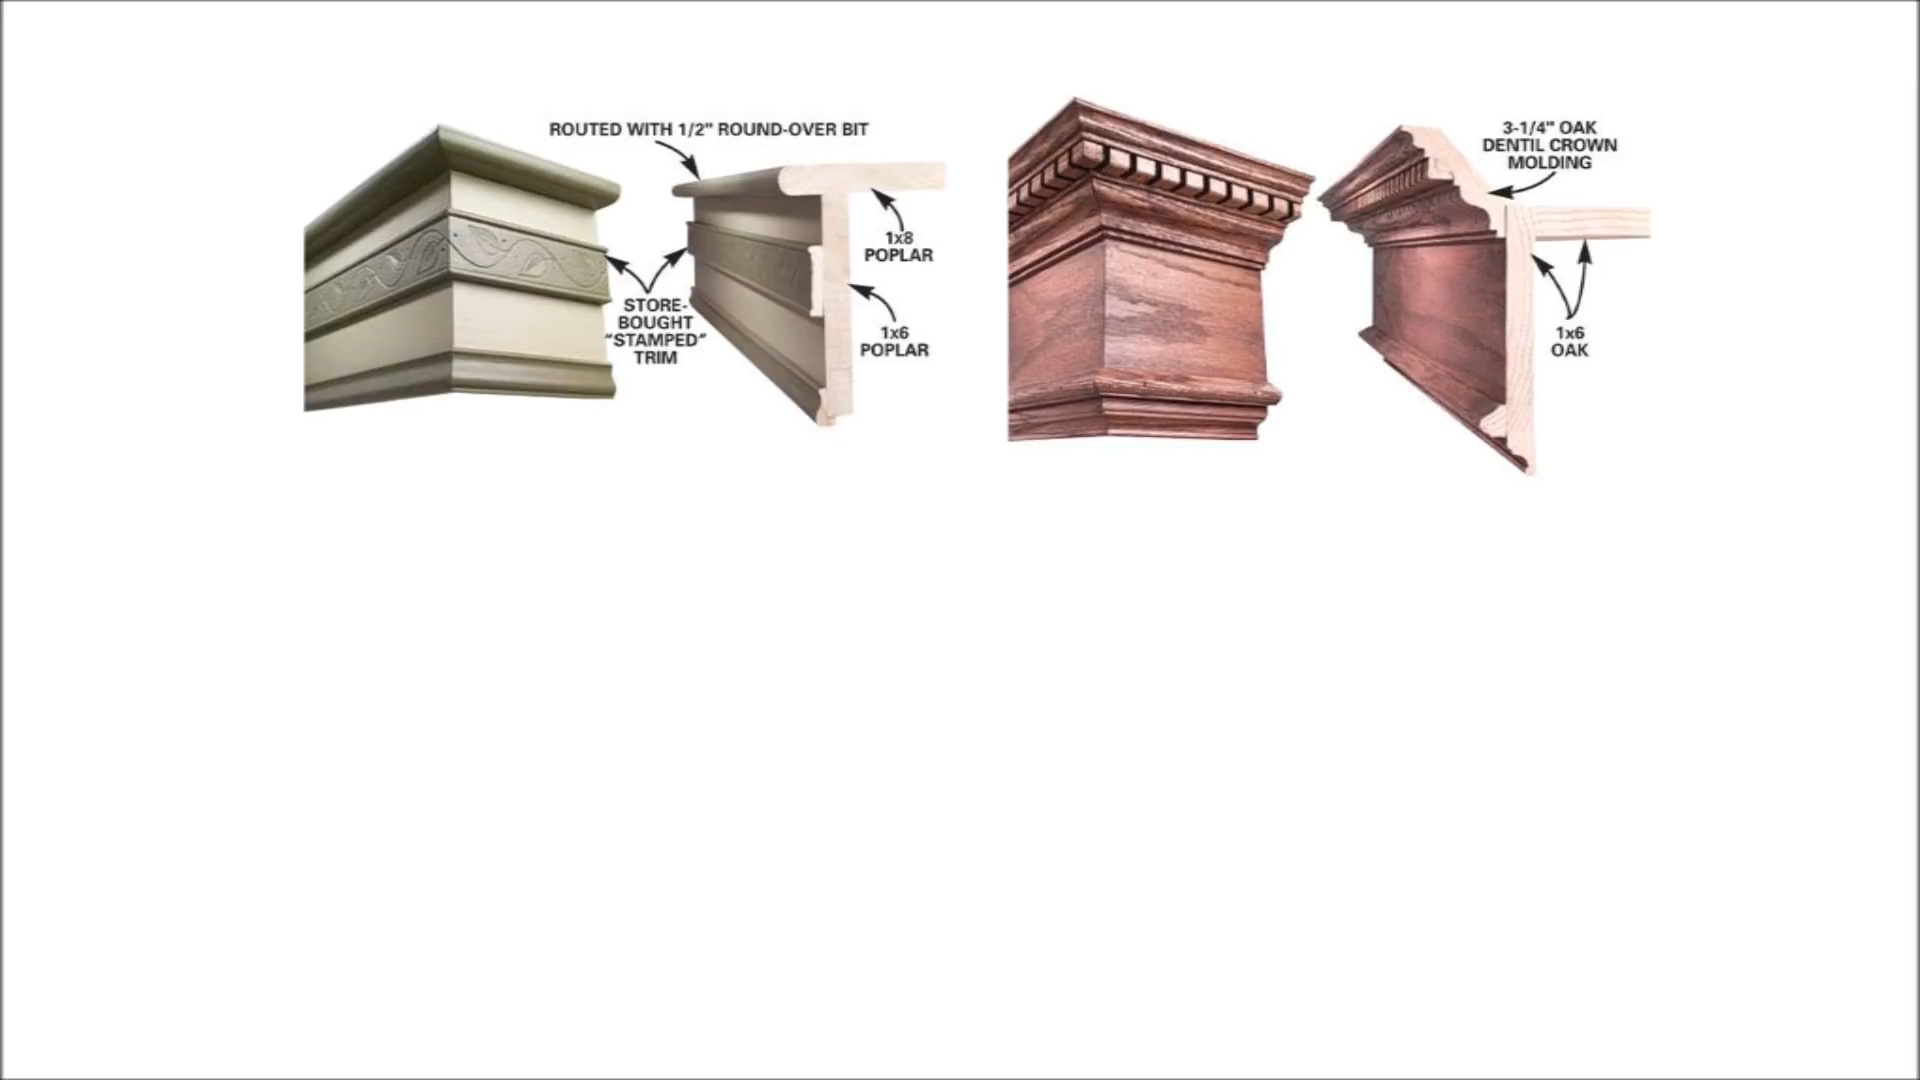 ROUTED WITH 1/2" ROUND-OVER BIT
1x8
POPLAR
STORE-
BOUGHT
"STAMPED"
TRIM
1x6
POPLAR
3-1/4" OAK
DENTIL CROWN
MOLDING
1x6
OAK